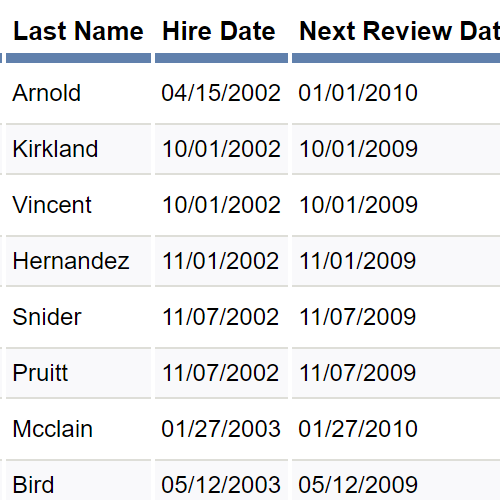 Last Name Hire Date Next Review Dat
Arnold 04/15/2002 01/01/2010
Kirkland 10/01/2002 10/01/2009
Vincent 10/01/2002 10/01/2009
Hernandez 11/01/2002 11/01/2009
Snider 11/07/2002 11/07/2009
Pruitt 11/07/2002 11/07/2009
Mcclain 01/27/2003 01/27/2010
Bird 05/12/2003 05/12/2009